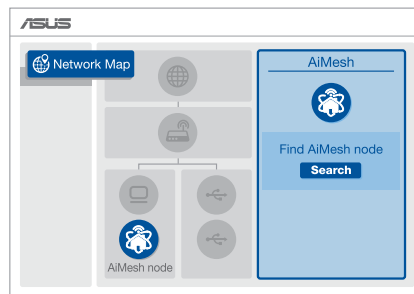 ASUS
Network Map
AiMesh
Find AiMesh node
Search
AiMesh node